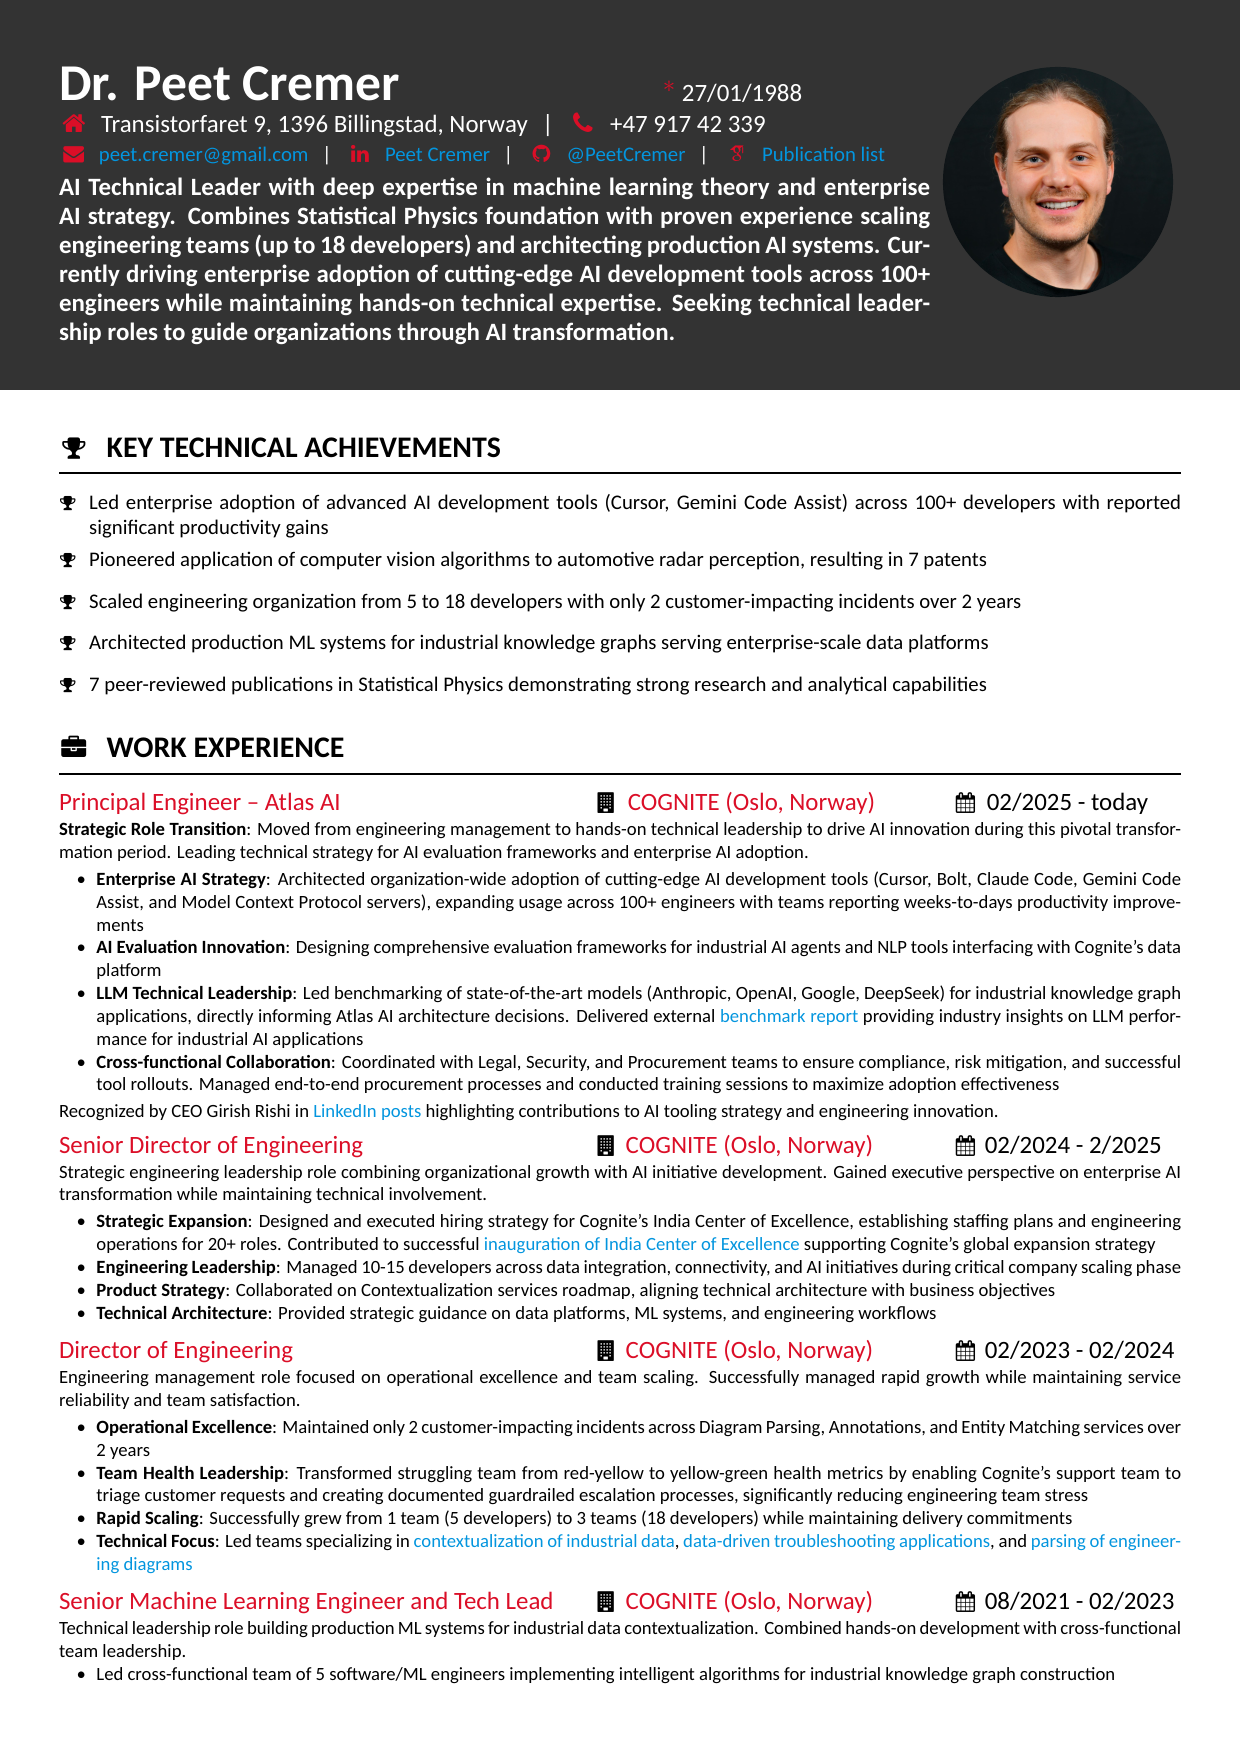 Dr. Peet Cremer
* 27/01/1988
Transistorfaret 9, 1396 Billingstad, Norway | +47 917 42 339
peet.cremer@gmail.com | Peet Cremer | @PeetCremer | Publication list
AI Technical Leader with deep expertise in machine learning theory and enterprise
AI strategy. Combines Statistical Physics foundation with proven experience scaling
engineering teams (up to 18 developers) and architecting production AI systems. Cur-
rently driving enterprise adoption of cutting-edge AI development tools across 100+
engineers while maintaining hands-on technical expertise. Seeking technical leader-
ship roles to guide organizations through AI transformation.
KEY TECHNICAL ACHIEVEMENTS
Led enterprise adoption of advanced AI development tools (Cursor, Gemini Code Assist) across 100+ developers with reported
significant productivity gains
Pioneered application of computer vision algorithms to automotive radar perception, resulting in 7 patents
Scaled engineering organization from 5 to 18 developers with only 2 customer-impacting incidents over 2 years
Architected production ML systems for industrial knowledge graphs serving enterprise-scale data platforms
7 peer-reviewed publications in Statistical Physics demonstrating strong research and analytical capabilities
WORK EXPERIENCE
Principal Engineer – Atlas AI COGNITE (Oslo, Norway) 02/2025 - today
Strategic Role Transition: Moved from engineering management to hands-on technical leadership to drive AI innovation during this pivotal transfor-
mation period. Leading technical strategy for AI evaluation frameworks and enterprise AI adoption.
• Enterprise AI Strategy: Architected organization-wide adoption of cutting-edge AI development tools (Cursor, Bolt, Claude Code, Gemini Code
Assist, and Model Context Protocol servers), expanding usage across 100+ engineers with teams reporting weeks-to-days productivity improve-
ments
• AI Evaluation Innovation: Designing comprehensive evaluation frameworks for industrial AI agents and NLP tools interfacing with Cognite's data
platform
• LLM Technical Leadership: Led benchmarking of state-of-the-art models (Anthropic, OpenAI, Google, DeepSeek) for industrial knowledge graph
applications, directly informing Atlas AI architecture decisions. Delivered external benchmark report providing industry insights on LLM perfor-
mance for industrial AI applications
• Cross-functional Collaboration: Coordinated with Legal, Security, and Procurement teams to ensure compliance, risk mitigation, and successful
tool rollouts. Managed end-to-end procurement processes and conducted training sessions to maximize adoption effectiveness
Recognized by CEO Girish Rishi in LinkedIn posts highlighting contributions to AI tooling strategy and engineering innovation.
Senior Director of Engineering COGNITE (Oslo, Norway) 02/2024 - 2/2025
Strategic engineering leadership role combining organizational growth with AI initiative development. Gained executive perspective on enterprise AI
transformation while maintaining technical involvement.
• Strategic Expansion: Designed and executed hiring strategy for Cognite's India Center of Excellence, establishing staffing plans and engineering
operations for 20+ roles. Contributed to successful inauguration of India Center of Excellence supporting Cognite's global expansion strategy
• Engineering Leadership: Managed 10-15 developers across data integration, connectivity, and AI initiatives during critical company scaling phase
• Product Strategy: Collaborated on Contextualization services roadmap, aligning technical architecture with business objectives
• Technical Architecture: Provided strategic guidance on data platforms, ML systems, and engineering workflows
Director of Engineering COGNITE (Oslo, Norway) 02/2023 - 02/2024
Engineering management role focused on operational excellence and team scaling. Successfully managed rapid growth while maintaining service
reliability and team satisfaction.
• Operational Excellence: Maintained only 2 customer-impacting incidents across Diagram Parsing, Annotations, and Entity Matching services over
2 years
• Team Health Leadership: Transformed struggling team from red-yellow to yellow-green health metrics by enabling Cognite's support team to
triage customer requests and creating documented guardrailed escalation processes, significantly reducing engineering team stress
• Rapid Scaling: Successfully grew from 1 team (5 developers) to 3 teams (18 developers) while maintaining delivery commitments
• Technical Focus: Led teams specializing in contextualization of industrial data, data-driven troubleshooting applications, and parsing of engineer-
ing diagrams
Senior Machine Learning Engineer and Tech Lead COGNITE (Oslo, Norway) 08/2021 - 02/2023
Technical leadership role building production ML systems for industrial data contextualization. Combined hands-on development with cross-functional
team leadership.
• Led cross-functional team of 5 software/ML engineers implementing intelligent algorithms for industrial knowledge graph construction